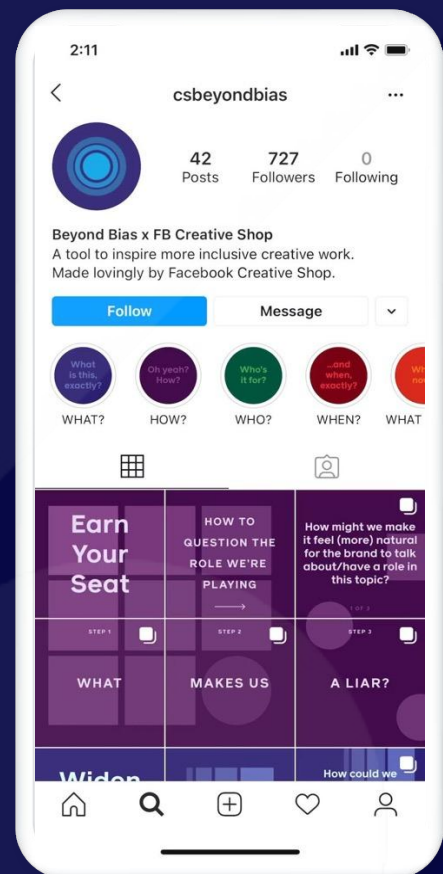 2:11
csbeyondbias
...
42
727
0
Posts
Followers
Following
Beyond Bias x FB Creative Shop
A tool to inspire more inclusive creative work.
Made lovingly by Facebook Creative Shop.
Follow
Message
What
is this,
exactly?
Oh yeah?
How?
Who's
it for?
...and
when,
exactly?
WHAT?
HOW?
WHO?
WHEN?
WHAT
Earn
Your
Seat
HOW TO
QUESTION THE
ROLE WE'RE
PLAYING
How might we make
it feel (more) natural
for the brand to talk
about/have a role in
this topic?
1 OF 3
STEP 1
WHAT
STEP 2
MAKES US
STEP 3
A LIAR?
Widen
How could we